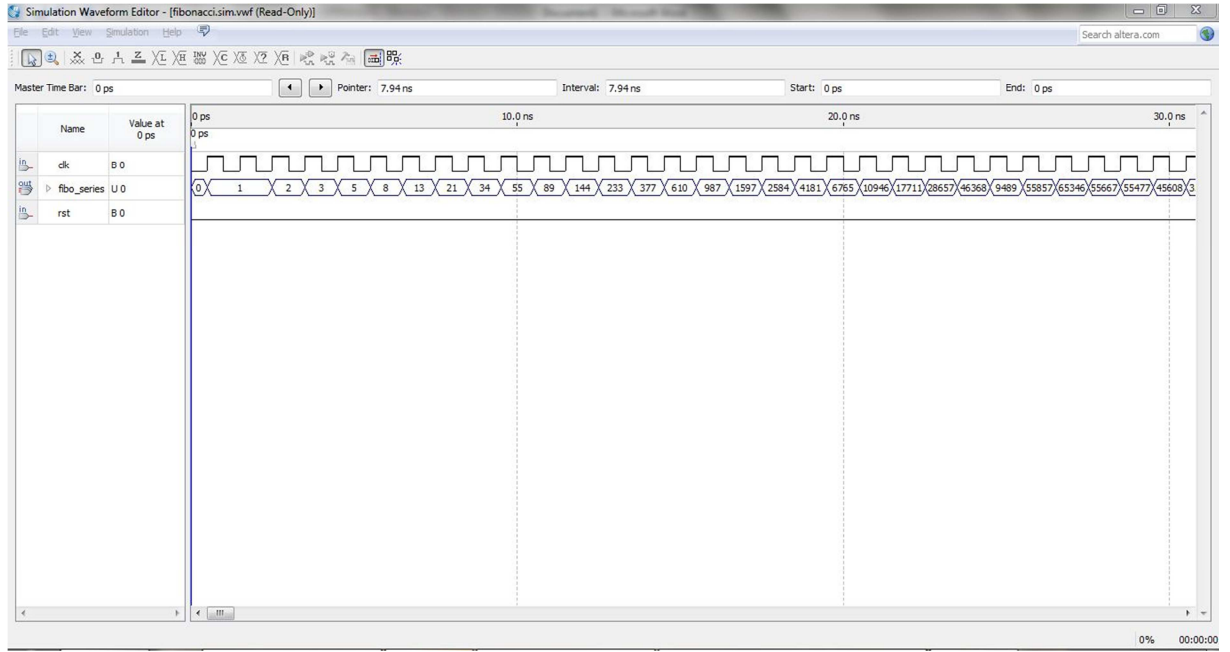 Simulation Waveform Editor - [fibonacci.sim.vwf (Read-Only)]
File Edit View Simulation Help
Search altera.com
Master Time Bar: 0 ps Pointer: 7.94 ns Interval: 7.94 ns Start: 0 ps End: 0 ps
Name Value at 0 ps
0 ps 10.0 ns 20.0 ns 30.0 ns
0 ps
in clk B 0
out fibo_series U 0 0 1 2 3 5 8 13 21 34 55 89 144 233 377 610 987 1597 2584 4181 6765 10946 17711 28657 46368 9489 55857 65346 55667 55477 45608 3
in rst B 0
0% 00:00:00